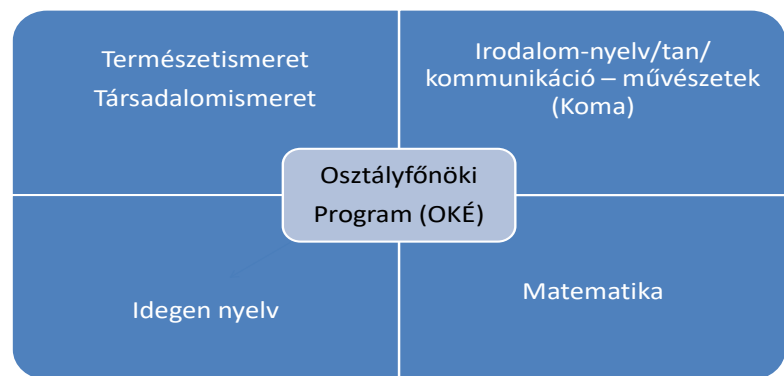 Természetismeret
Társadalomismeret
Irodalom-nyelv/tan/
kommunikáció – művészetek
(Koma)
Osztályfőnöki
Program (OKÉ)
Idegen nyelv
Matematika